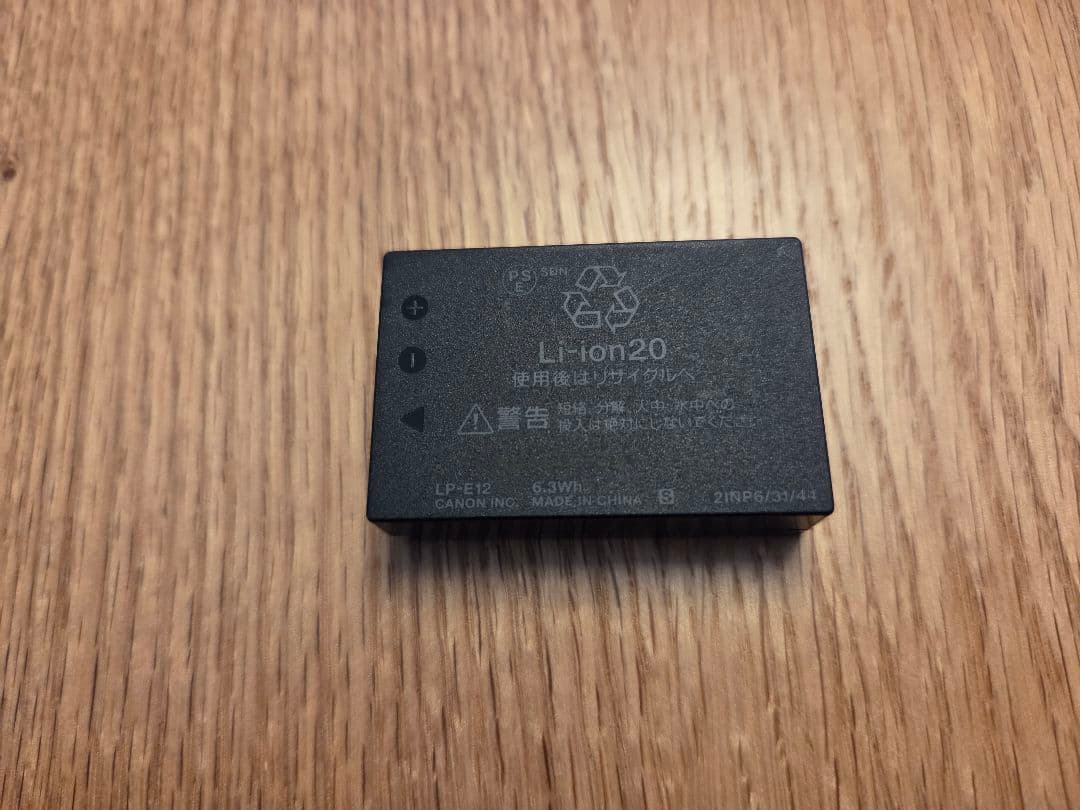 PSE SDN
Li-ion20
使用後はリサイクルへ
警告 短絡、分解、火中、水中への
投入は絶対にしないでください。
LP-E12 6.3Wh
CANON INC. MADE IN CHINA S 2INP6/31/44